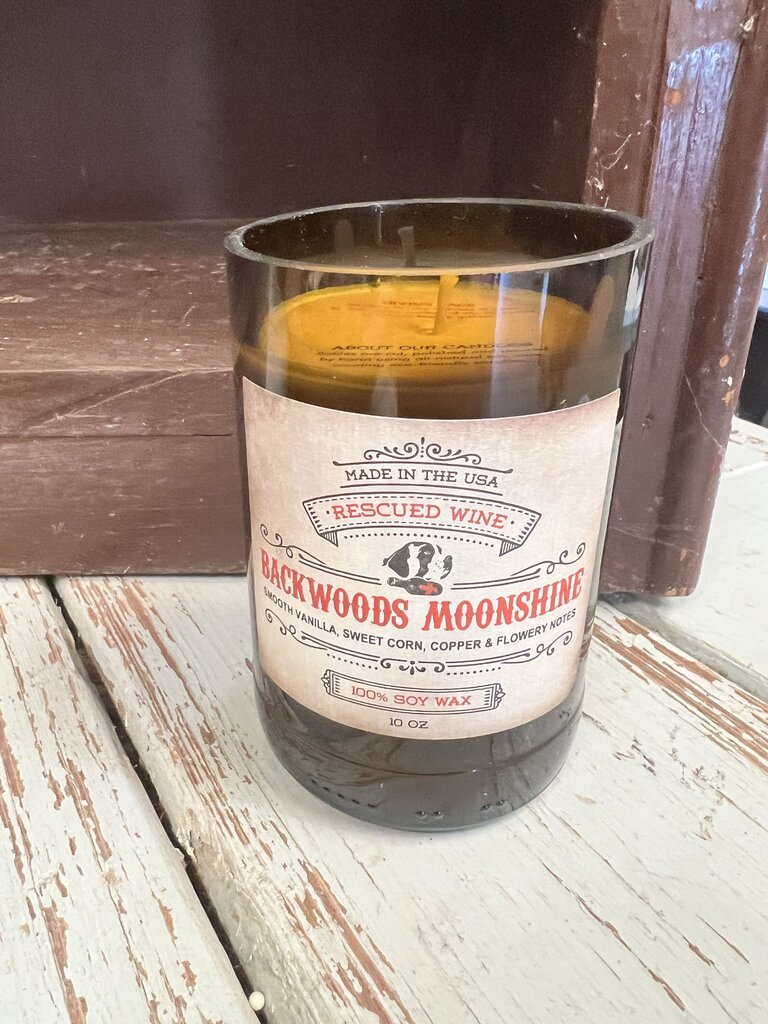 ABOUT OUR CANDLES
MADE IN THE USA
RESCUED WINE
BACKWOODS MOONSHINE
SMOOTH VANILLA, SWEET CORN, COPPER & FLOWERY NOTES
100% SOY WAX
10 OZ